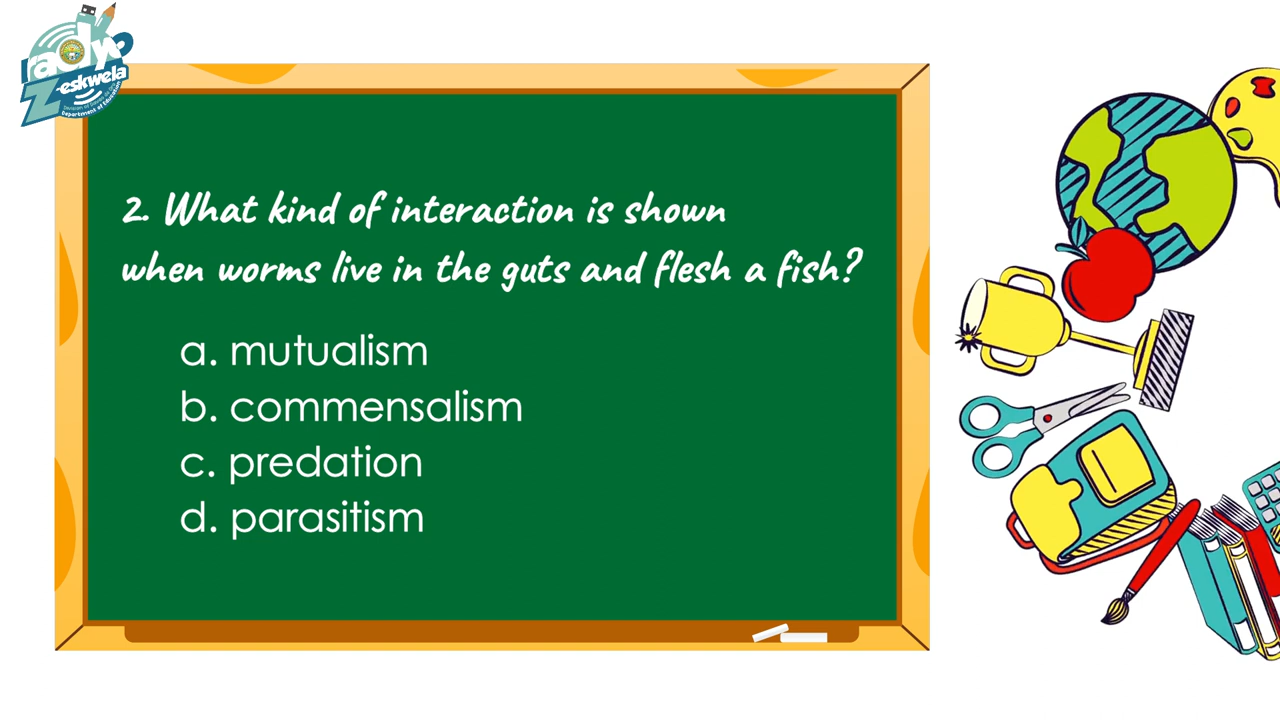 radyo
Z-eskwela
Department of Education
2. What kind of interaction is shown
when worms live in the guts and flesh a fish?
a. mutualism
b. commensalism
c. predation
d. parasitism